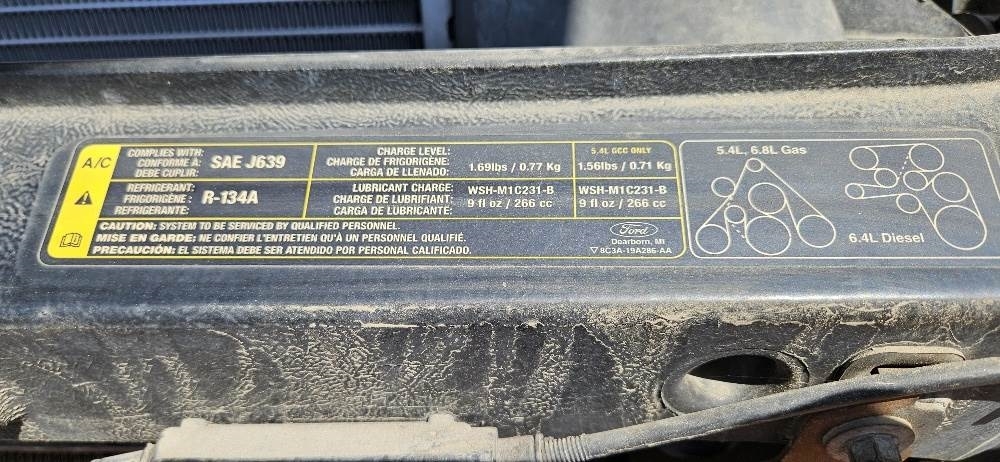 A/C
COMPLIES WITH:
CONFORME À:
DEBE CUPLIR:
SAE J639
CHARGE LEVEL:
CHARGE DE FRIGORIGÈNE:
CARGA DE LLENADO:
1.69lbs / 0.77 Kg
5.4L GCC ONLY
1.56lbs / 0.71 Kg
REFRIGERANT:
FRIGORIGÈNE :
REFRIGERANTE:
R-134A
LUBRICANT CHARGE:
CHARGE DE LUBRIFIANT:
CARGA DE LUBRICANTE:
WSH-M1C231-B
9 fl oz / 266 cc
WSH-M1C231-B
9 fl oz / 266 cc
CAUTION: SYSTEM TO BE SERVICED BY QUALIFIED PERSONNEL.
MISE EN GARDE: NE CONFIER L'ENTRETIEN QU'À UN PERSONNEL QUALIFIÉ.
PRECAUCIÓN: EL SISTEMA DEBE SER ATENDIDO POR PERSONAL CALIFICADO.
Ford
Dearborn, MI
8C3A-19A286-AA
5.4L, 6.8L Gas
6.4L Diesel